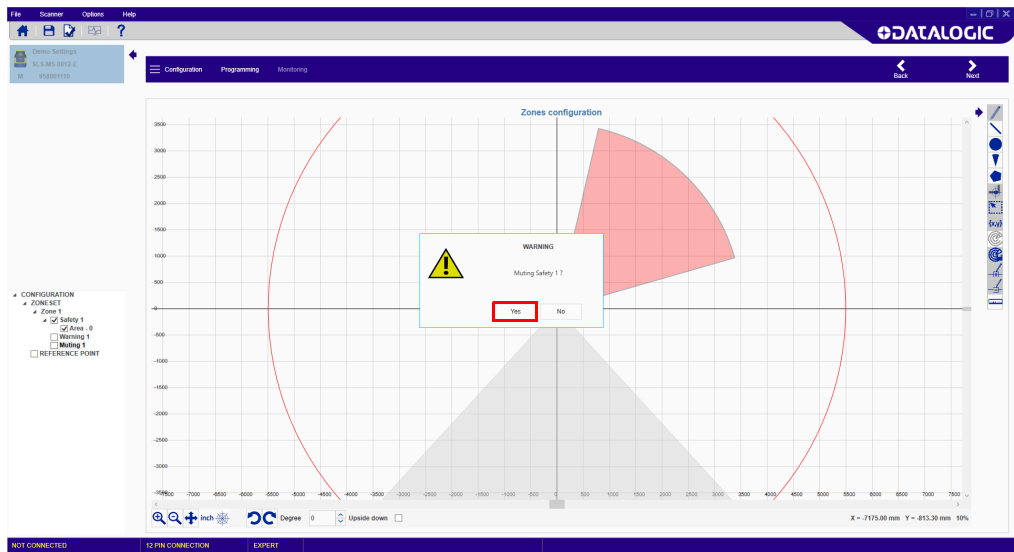 File Scanner Options Help
?
DATALOGIC
Demo Settings
SLS-M5-0812-E
M 558001160
Configuration Programming Monitoring
Back Next
Zones configuration
3500
3000
2500
2000
1500
1000
500
0
-500
-1000
-1500
-2000
-2500
-3000
-7000 -6500 -6000 -5500 -5000 -4500 -4000 -3500 -3000 -2500 -2000 -1500 -1000 -500 0 500 1000 1500 2000 2500 3000 3500 4000 4500 5000 5500 6000 6500 7000 7500
WARNING
Muting Safety 1 ?
Yes No
CONFIGURATION
ZONESET
Zone 1
Safety 1
Area - 0
Warning 1
Muting 1
REFERENCE POINT
{x,y}
inch Degree 0 Upside down
X = -7175.00 mm Y = -813.30 mm 10%
NOT CONNECTED 12 PIN CONNECTION EXPERT